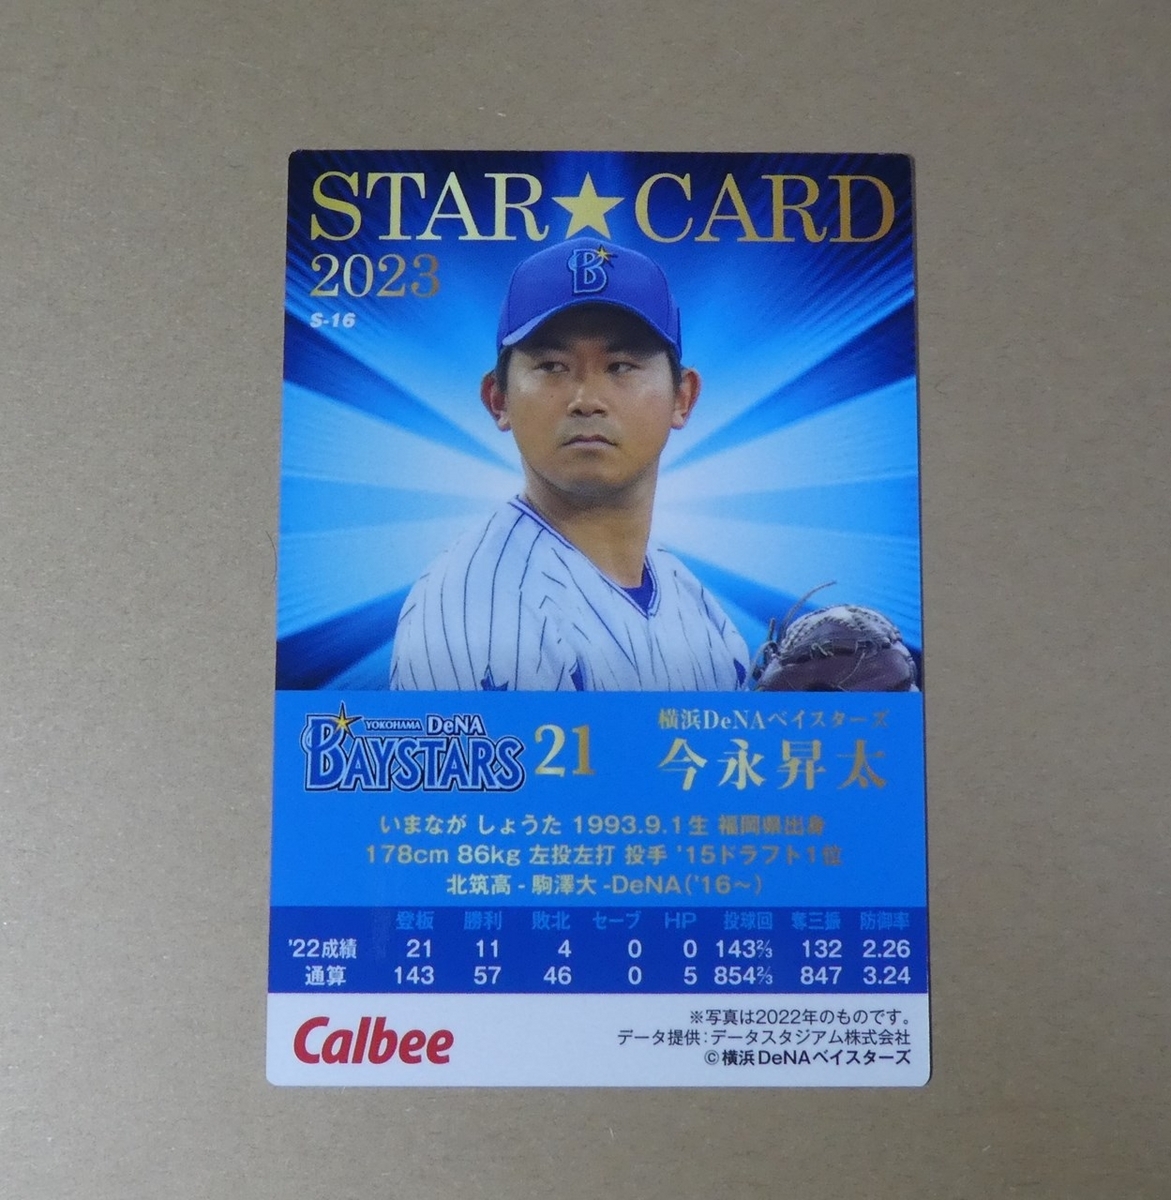 STAR★CARD
2023
S-16
B
YOKOHAMA DeNA
BAYSTARS
21
横浜DeNAベイスターズ
今永昇太
いまなが しょうた 1993.9.1生 福岡県出身
178cm 86kg 左投左打 投手 '15ドラフト1位
北筑高 - 駒澤大 -DeNA('16〜)
登板 勝利 敗北 セーブ HP 投球回 奪三振 防御率
'22成績 21 11 4 0 0 143⅔ 132 2.26
通算 143 57 46 0 5 854⅔ 847 3.24
Calbee
※写真は2022年のものです。
データ提供:データスタジアム株式会社
©横浜DeNAベイスターズ